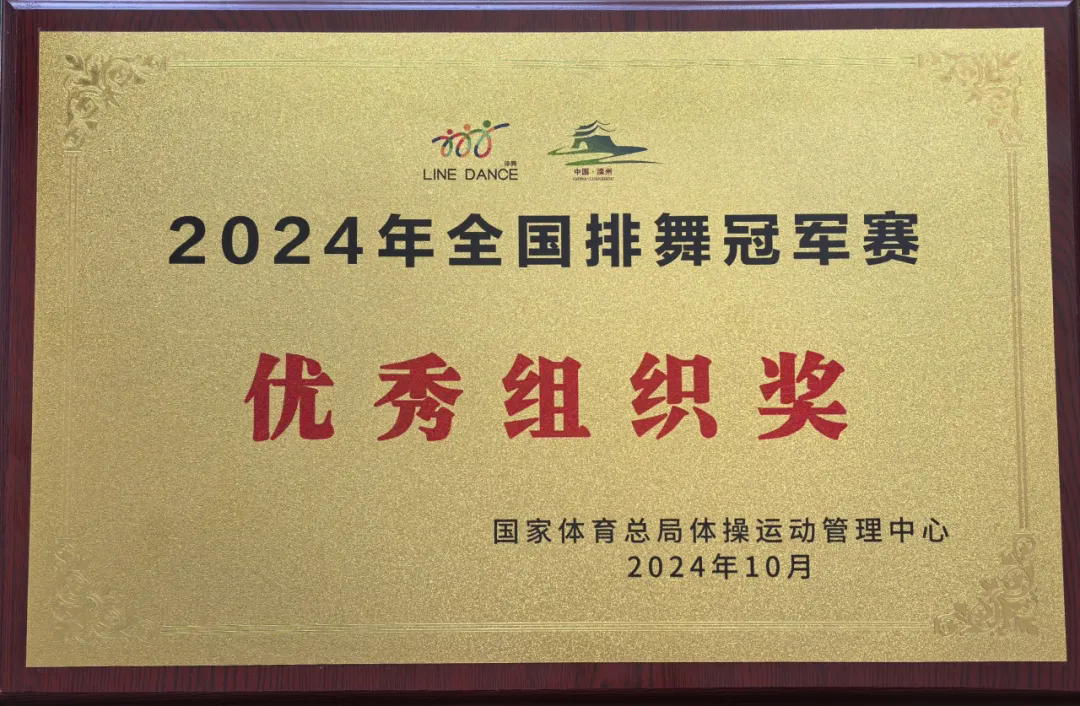 排舞
LINE DANCE
中国·滦州
2024年全国排舞冠军赛
优秀组织奖
国家体育总局体操运动管理中心
2024年10月